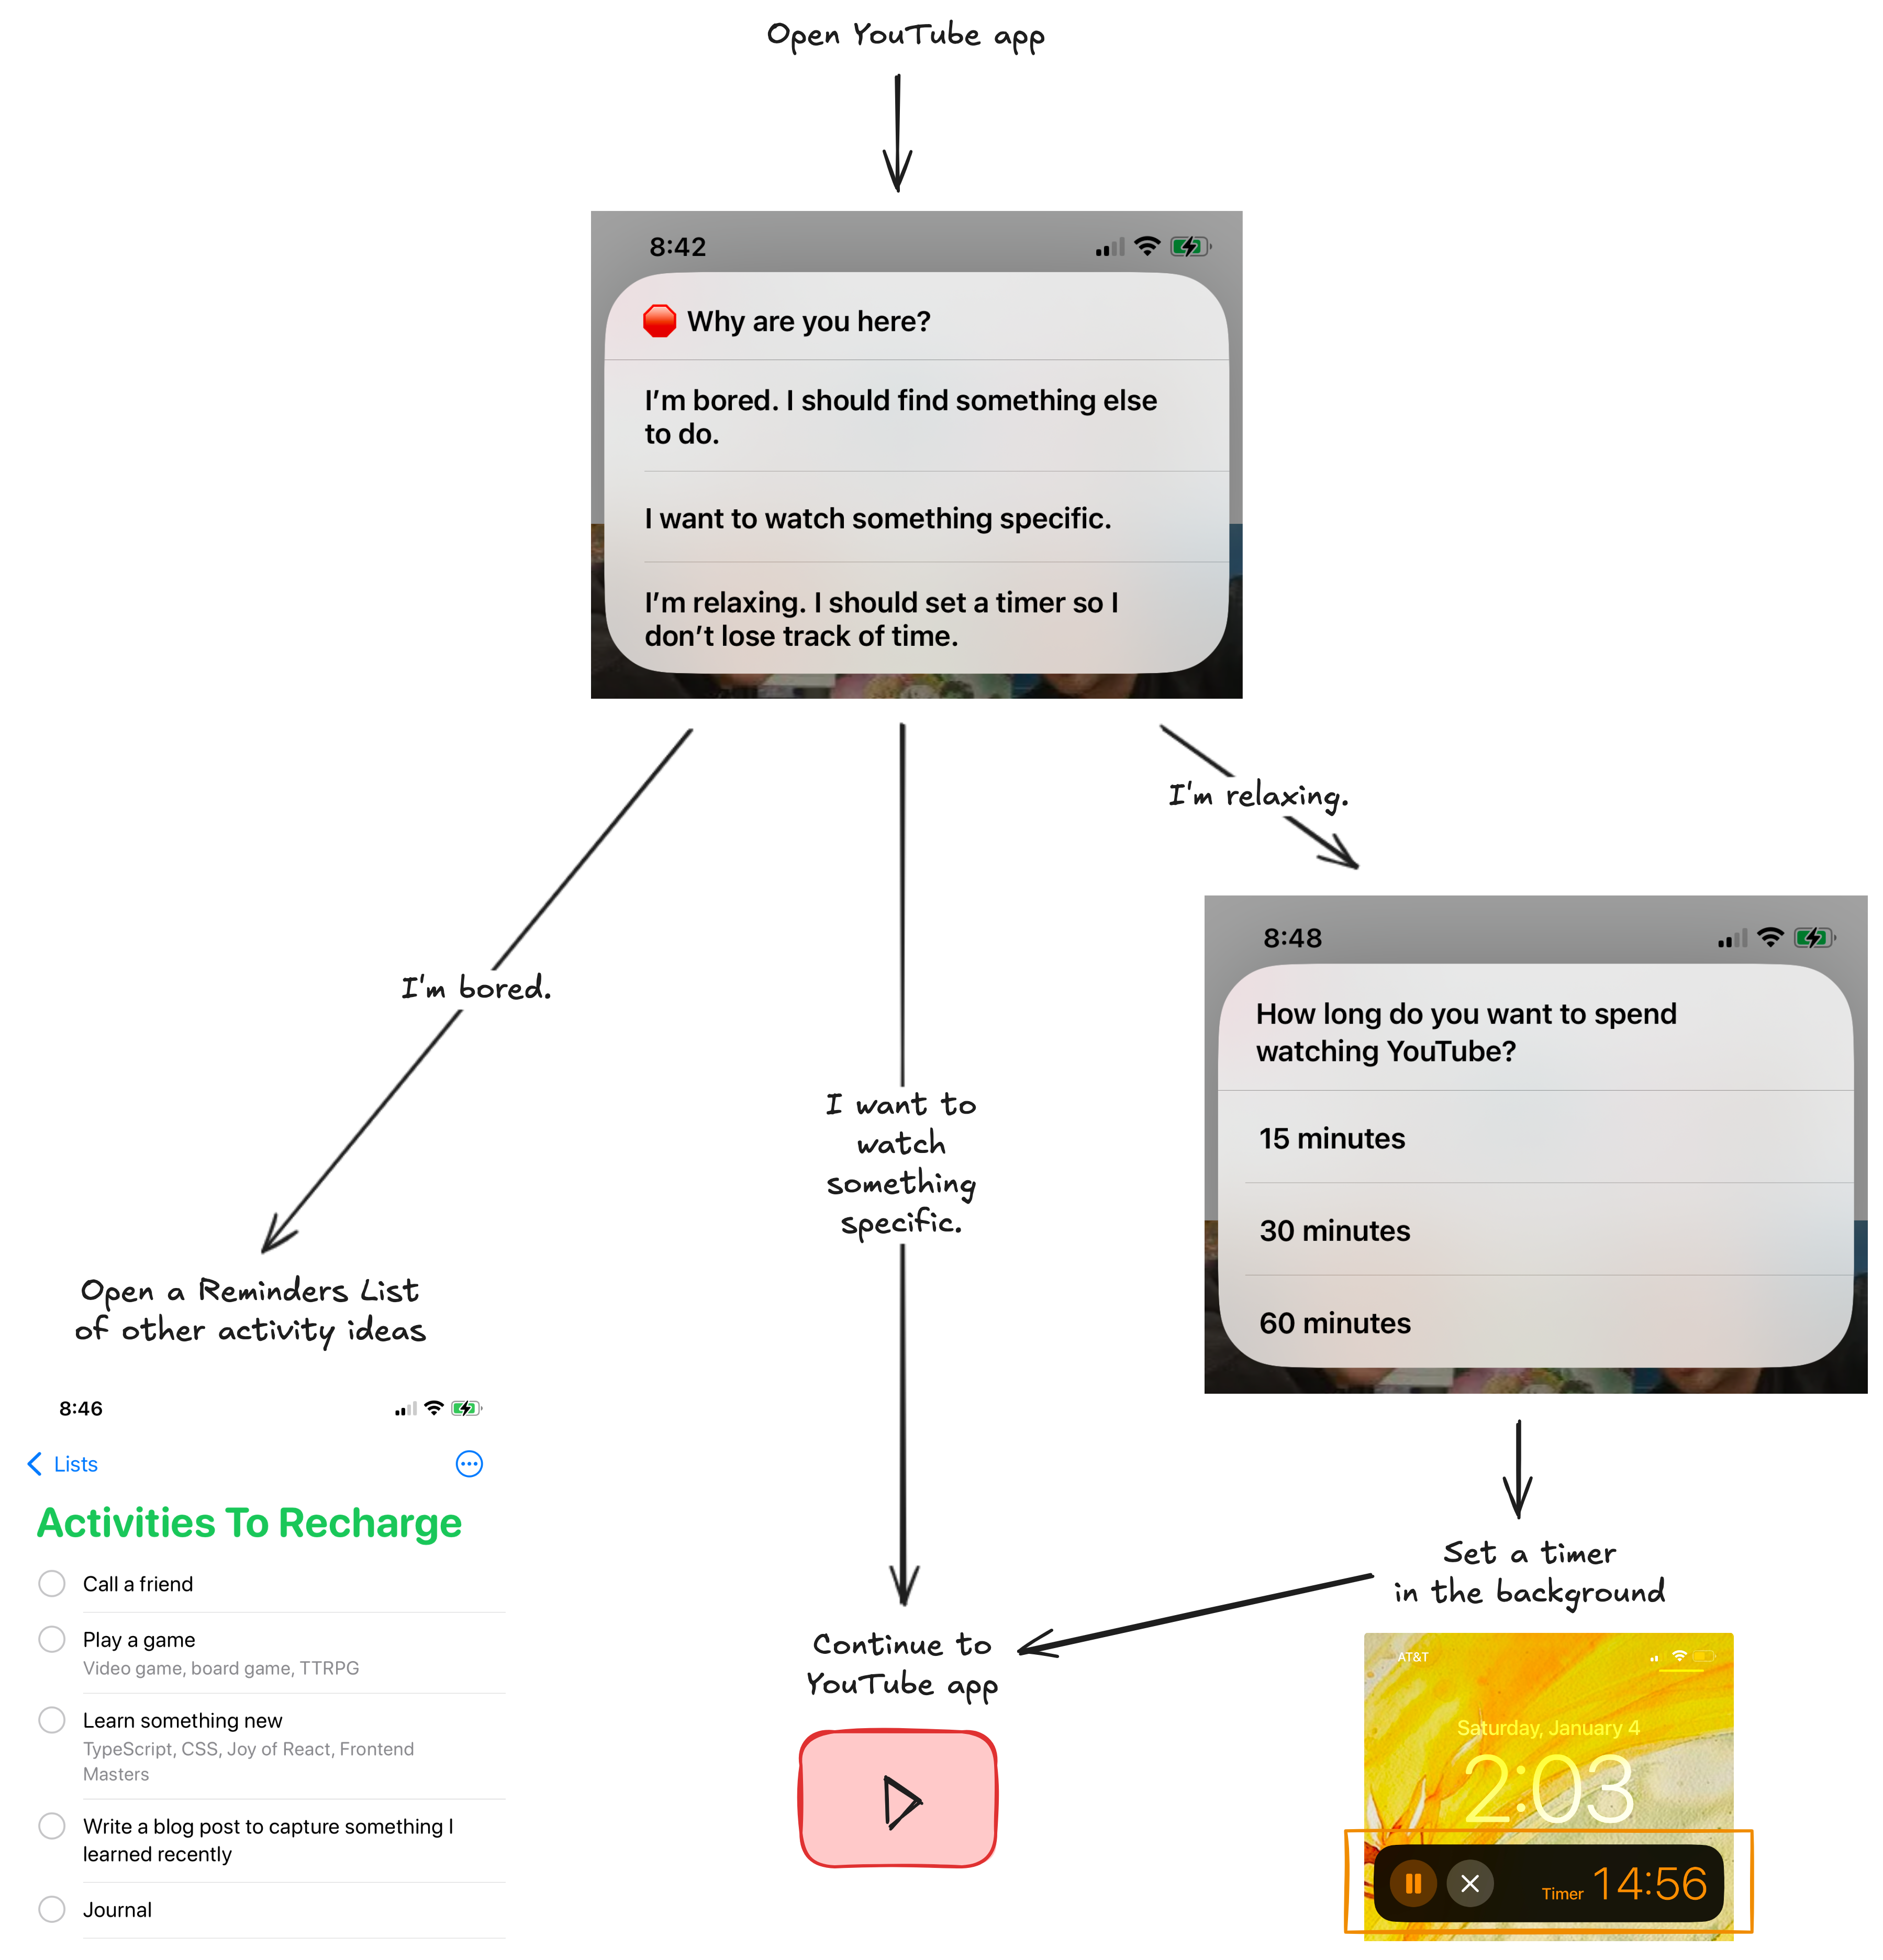 Open YouTube app
8:42
🛑 Why are you here?
I'm bored. I should find something else
to do.
I want to watch something specific.
I'm relaxing. I should set a timer so I
don't lose track of time.
I'm relaxing.
8:48
How long do you want to spend
watching YouTube?
15 minutes
30 minutes
60 minutes
I'm bored.
I want to
watch
something
specific.
Open a Reminders List
of other activity ideas
8:46
Lists
Activities To Recharge
Call a friend
Play a game
Video game, board game, TTRPG
Learn something new
TypeScript, CSS, Joy of React, Frontend
Masters
Write a blog post to capture something I
learned recently
Journal
Continue to
YouTube app
Set a timer
in the background
AT&T
Saturday, January 4
2:03
Timer 14:56